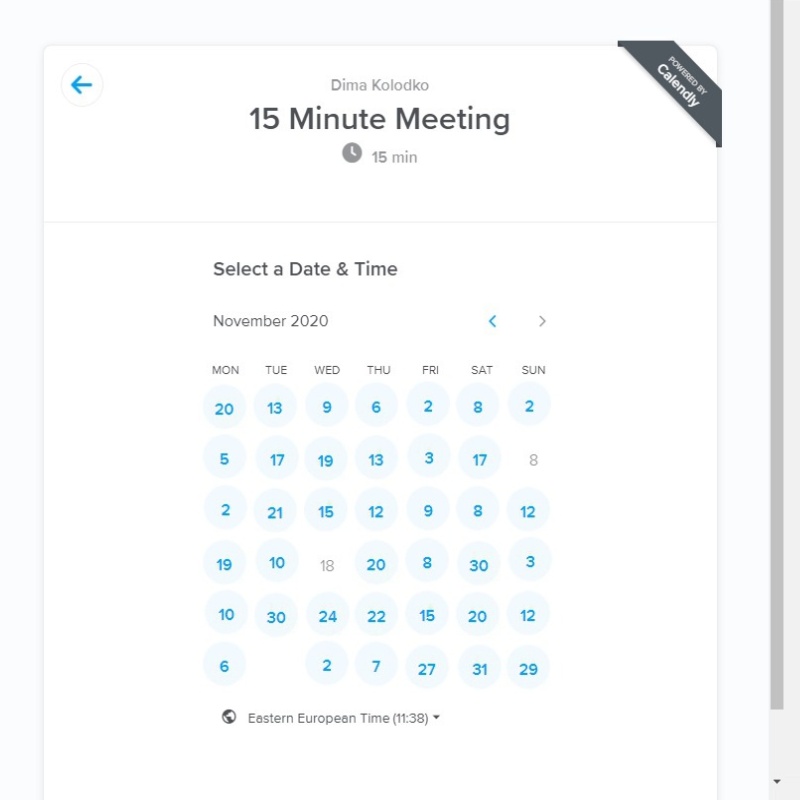 POWERED BY
Calendly
Dima Kolodko
15 Minute Meeting
15 min
Select a Date & Time
November 2020
MON TUE WED THU FRI SAT SUN
20 13 9 6 2 8 2
5 17 19 13 3 17 8
2 21 15 12 9 8 12
19 10 18 20 8 30 3
10 30 24 22 15 20 12
6 2 7 27 31 29
Eastern European Time (11:38)